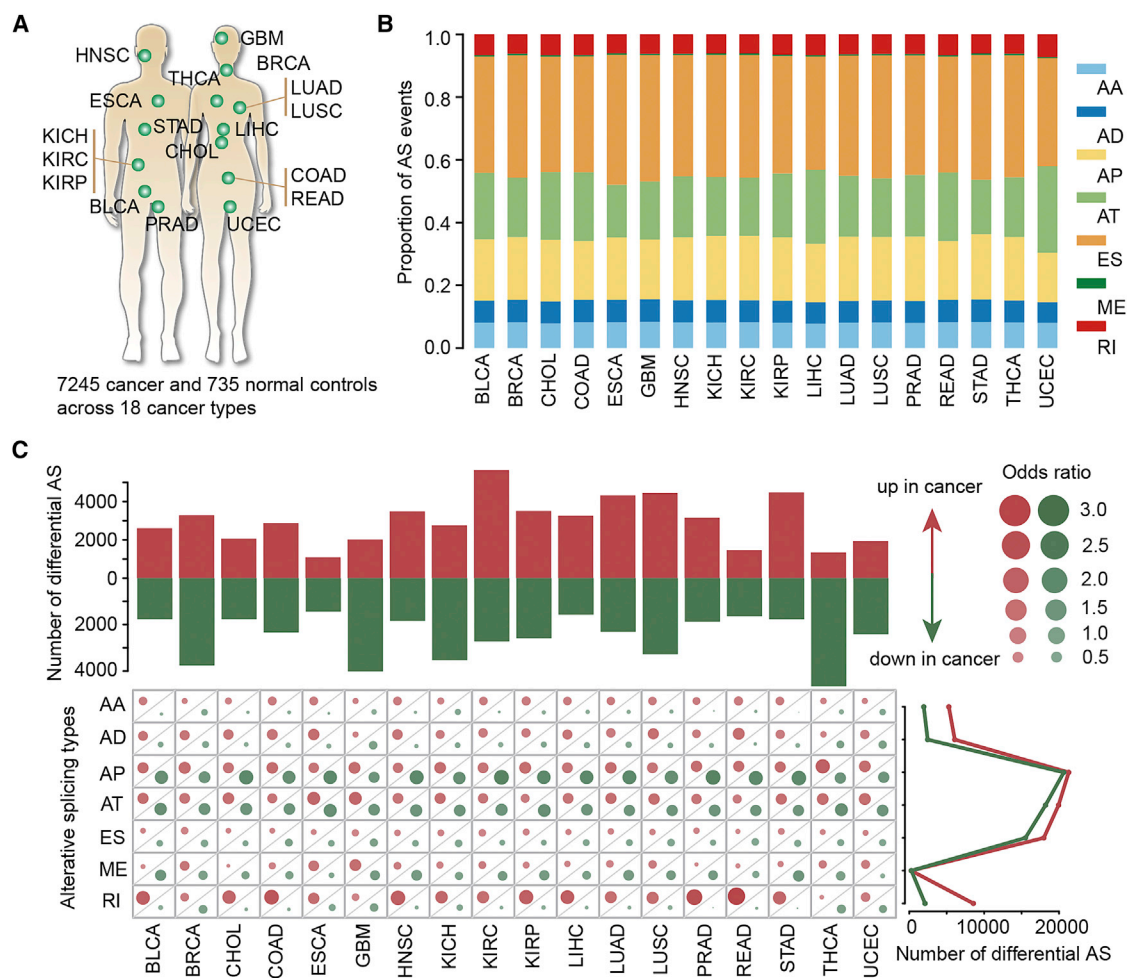 A
HNSC
GBM
BRCA
THCA
LUAD
LUSC
ESCA
STAD
LIHC
KICH
KIRC
KIRP
CHOL
COAD
READ
BLCA
PRAD
UCEC
7245 cancer and 735 normal controls
across 18 cancer types
B
Proportion of AS events
1.0
0.8
0.6
0.4
0.2
0.0
BLCA
BRCA
CHOL
COAD
ESCA
GBM
HNSC
KICH
KIRC
KIRP
LIHC
LUAD
LUSC
PRAD
READ
STAD
THCA
UCEC
AA
AD
AP
AT
ES
ME
RI
C
Number of differential AS
4000
2000
0
2000
4000
up in cancer
down in cancer
Odds ratio
3.0
2.5
2.0
1.5
1.0
0.5
Alterative splicing types
AA
AD
AP
AT
ES
ME
RI
BLCA
BRCA
CHOL
COAD
ESCA
GBM
HNSC
KICH
KIRC
KIRP
LIHC
LUAD
LUSC
PRAD
READ
STAD
THCA
UCEC
0
10000
20000
Number of differential AS